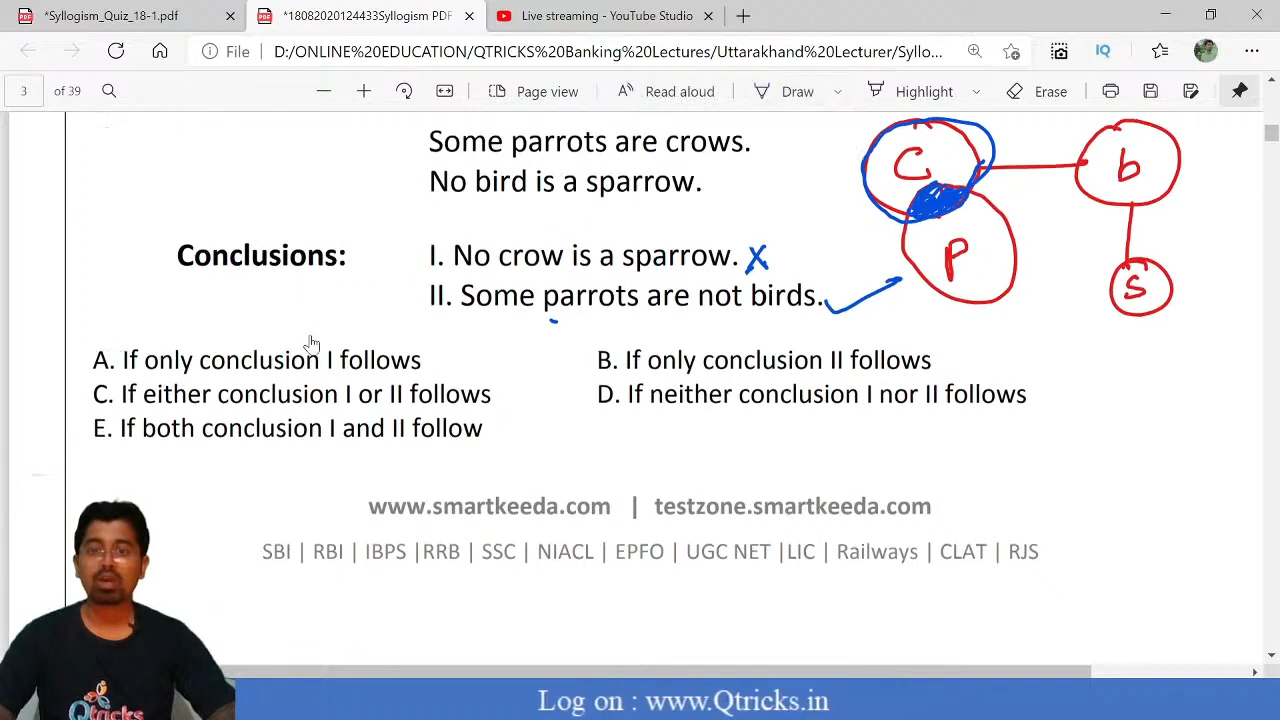 *Syllogism_Quiz_18-1.pdf
*18082020124433Syllogism PDF
Live streaming - YouTube Studio
File
D:/ONLINE%20EDUCATION/QTRICKS%20Banking%20Lectures/Uttarakhand%20Lecturer/Syllo...
IQ
3 of 39
Page view
Read aloud
Draw
Highlight
Erase
Some parrots are crows.
No bird is a sparrow.
C
b
P
S
Conclusions: I. No crow is a sparrow. X
II. Some parrots are not birds.
A. If only conclusion I follows
B. If only conclusion II follows
C. If either conclusion I or II follows
D. If neither conclusion I nor II follows
E. If both conclusion I and II follow
www.smartkeeda.com | testzone.smartkeeda.com
SBI | RBI | IBPS |RRB | SSC | NIACL | EPFO | UGC NET |LIC | Railways | CLAT | RJS
Qtricks
Log on : www.Qtricks.in